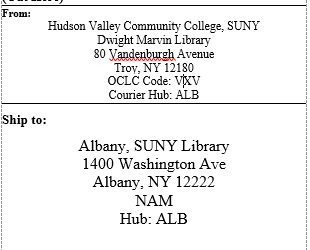 From:
Hudson Valley Community College, SUNY
Dwight Marvin Library
80 Vandenburgh Avenue
Troy, NY 12180
OCLC Code: VXV
Courier Hub: ALB
Ship to:
Albany, SUNY Library
1400 Washington Ave
Albany, NY 12222
NAM
Hub: ALB